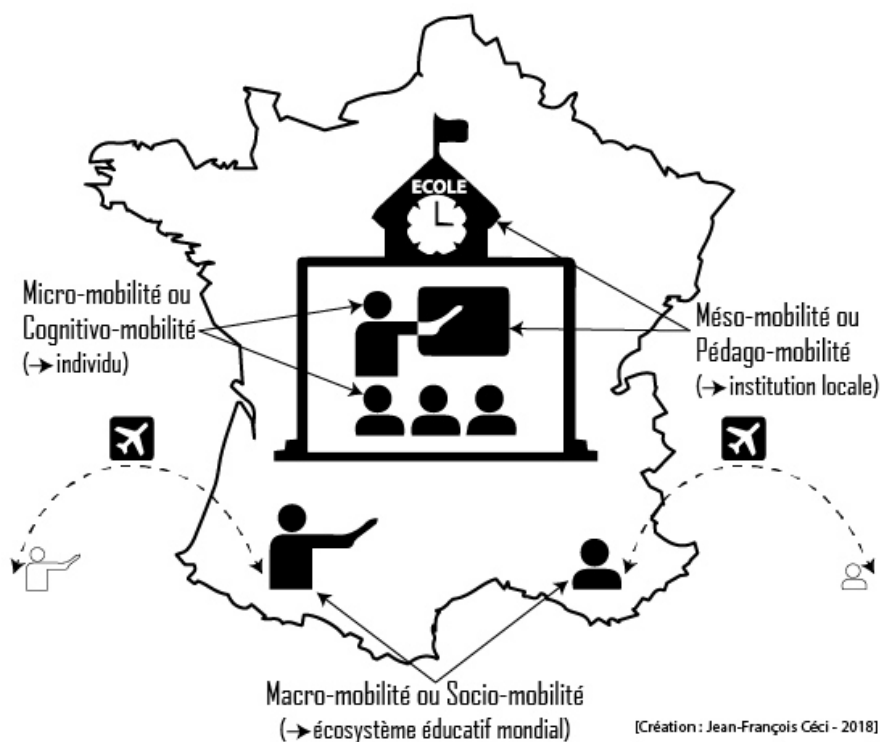 ECOLE
Micro-mobilité ou
Cognitivo-mobilité
(→ individu)
Méso-mobilité ou
Pédago-mobilité
(→ institution locale)
Macro-mobilité ou Socio-mobilité
(→ écosystème éducatif mondial)
[Création : Jean-François Céci - 2018]